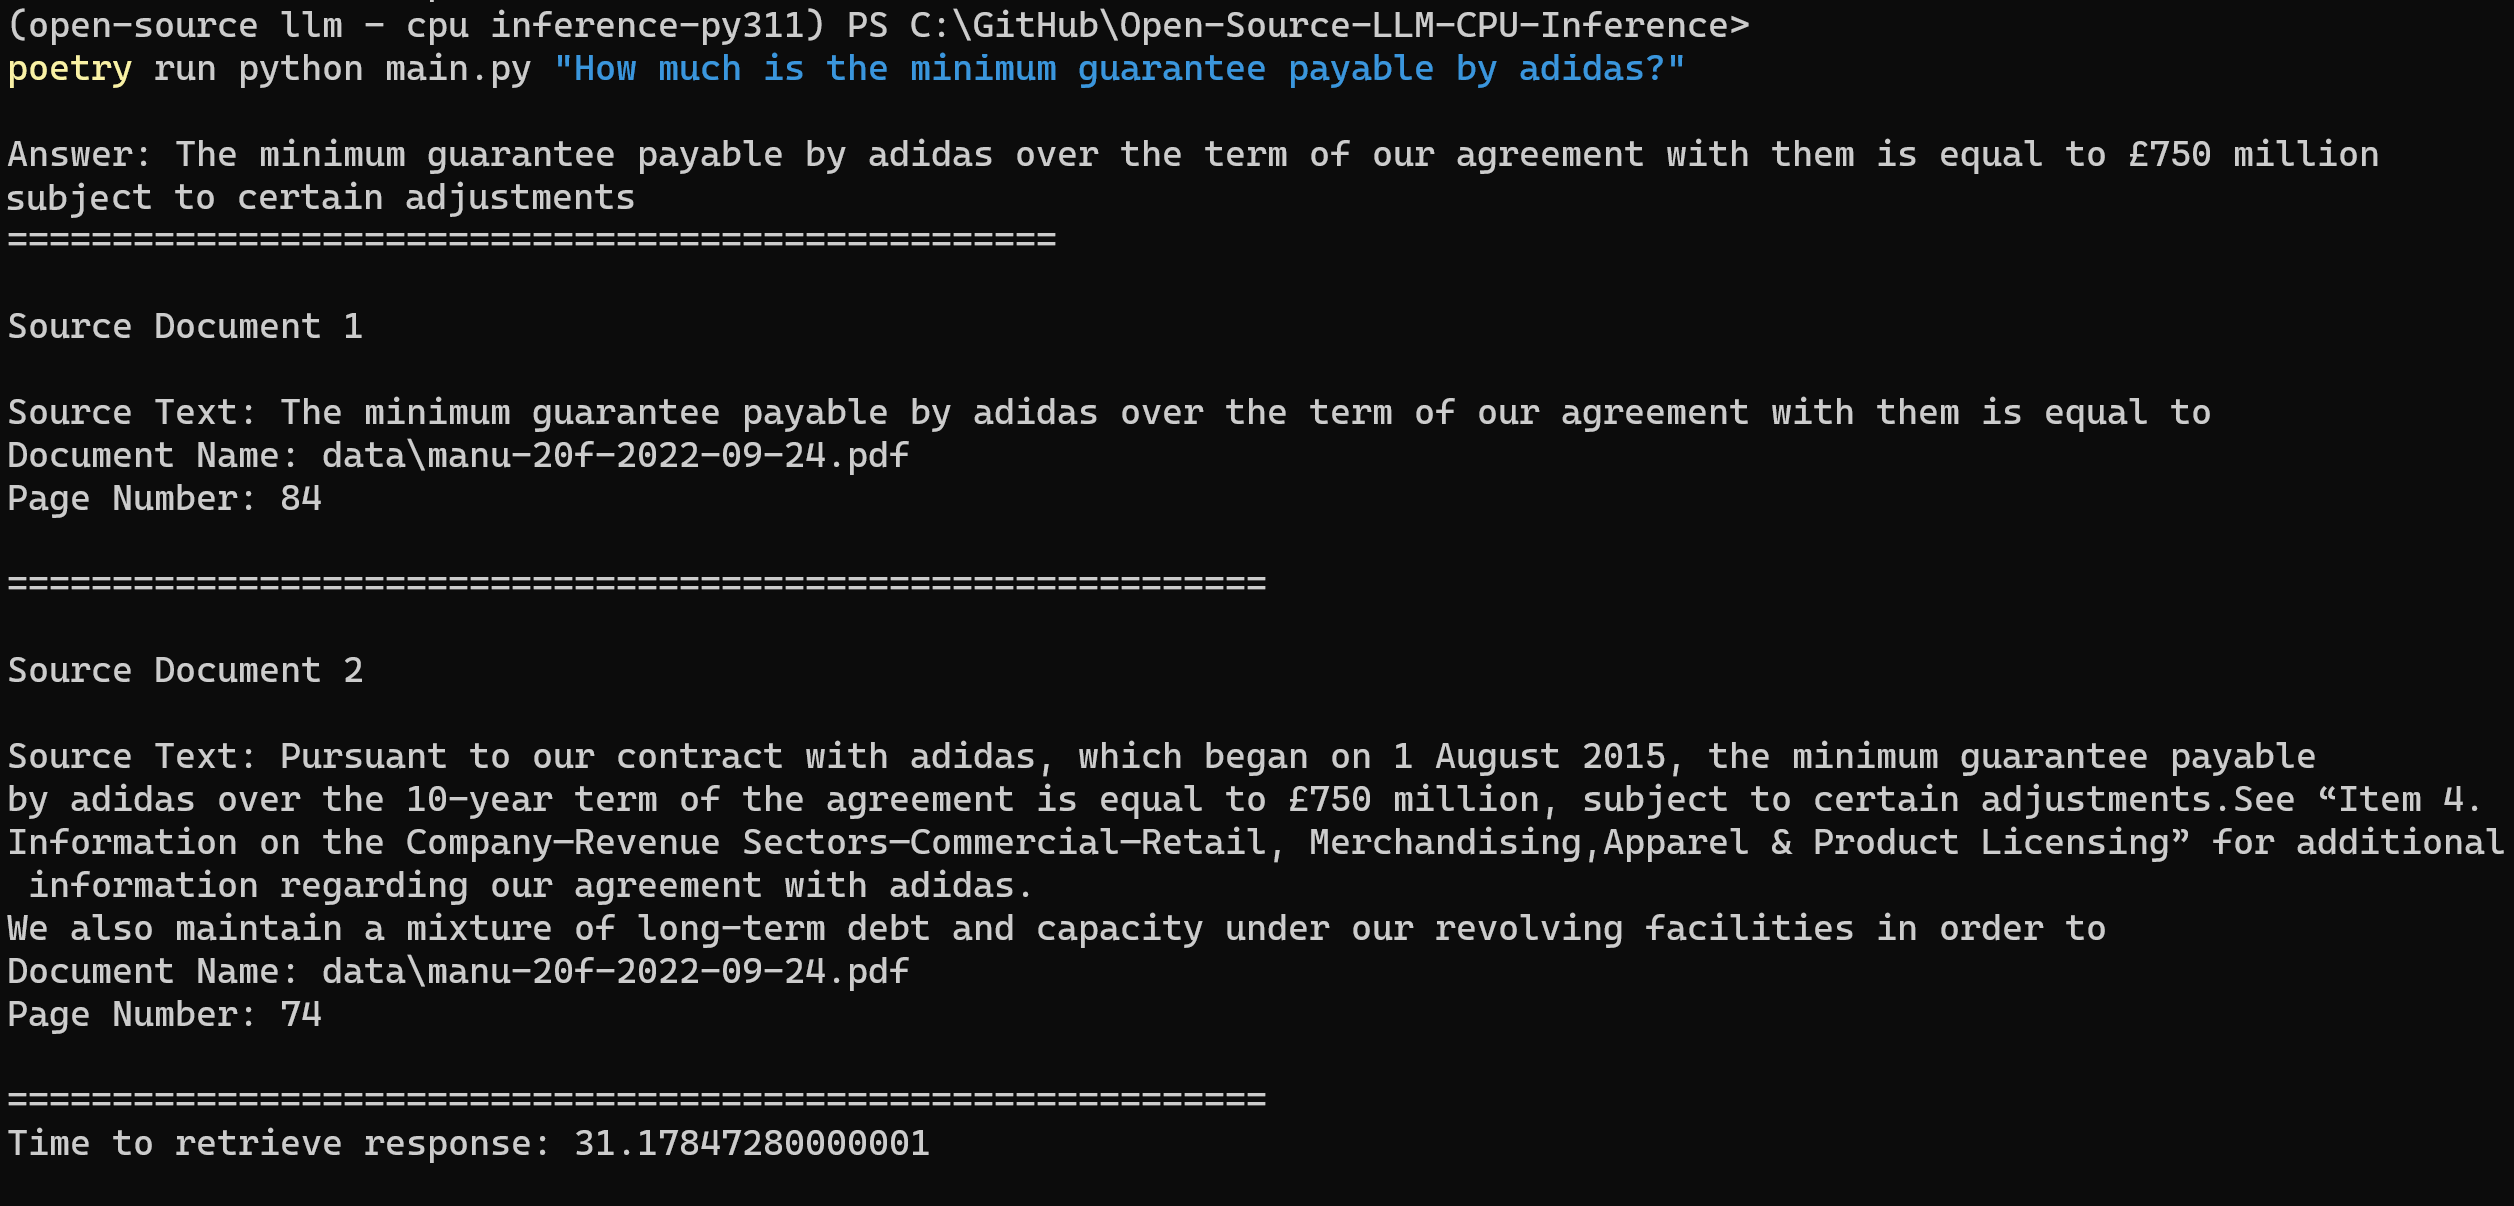 (open-source llm - cpu inference-py311) PS C:\GitHub\Open-Source-LLM-CPU-Inference>
poetry run python main.py "How much is the minimum guarantee payable by adidas?"
Answer: The minimum guarantee payable by adidas over the term of our agreement with them is equal to £750 million
subject to certain adjustments
==================================================
Source Document 1
Source Text: The minimum guarantee payable by adidas over the term of our agreement with them is equal to
Document Name: data\manu-20f-2022-09-24.pdf
Page Number: 84
============================================================
Source Document 2
Source Text: Pursuant to our contract with adidas, which began on 1 August 2015, the minimum guarantee payable
by adidas over the 10-year term of the agreement is equal to £750 million, subject to certain adjustments.See “Item 4.
Information on the Company—Revenue Sectors—Commercial—Retail, Merchandising,Apparel & Product Licensing” for additional
 information regarding our agreement with adidas.
We also maintain a mixture of long-term debt and capacity under our revolving facilities in order to
Document Name: data\manu-20f-2022-09-24.pdf
Page Number: 74
============================================================
Time to retrieve response: 31.17847280000001